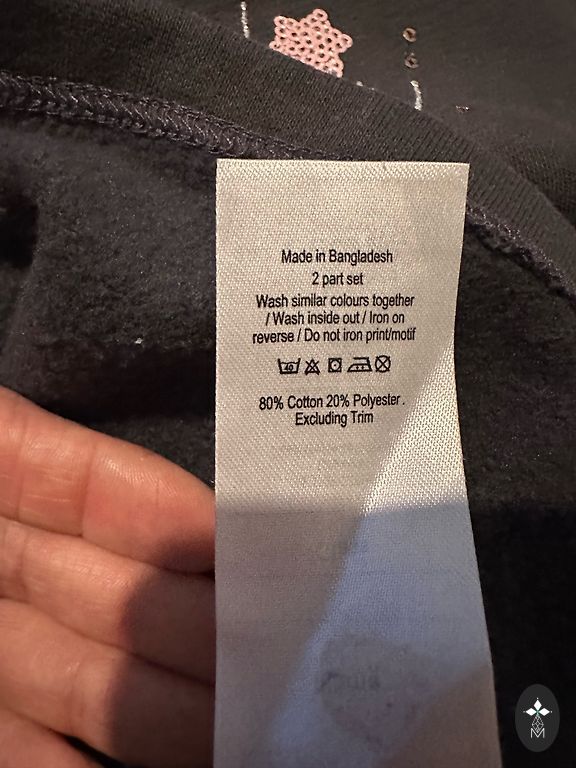 Made in Bangladesh
2 part set
Wash similar colours together
/ Wash inside out / Iron on
reverse / Do not iron print/motif
40
80% Cotton 20% Polyester .
Excluding Trim
M